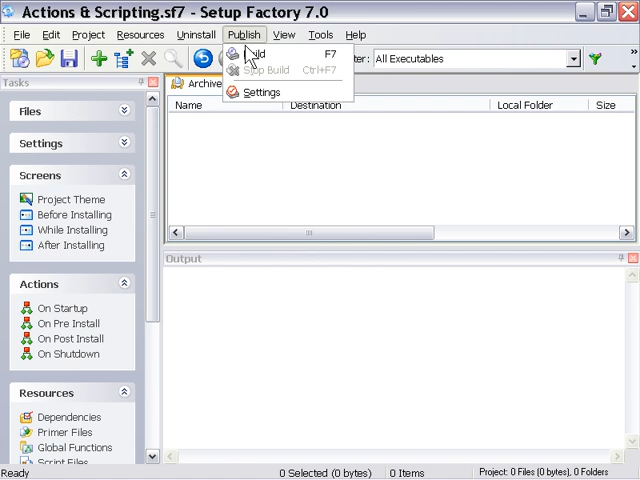 Actions & Scripting.sf7 - Setup Factory 7.0
File Edit Project Resources Uninstall Publish View Tools Help
All Executables
Build F7
Stop Build Ctrl+F7
Settings
Tasks
Archive
Name Destination Local Folder Size
Files
Settings
Screens
Project Theme
Before Installing
While Installing
After Installing
Output
Actions
On Startup
On Pre Install
On Post Install
On Shutdown
Resources
Dependencies
Primer Files
Global Functions
Script Files
Ready 0 Selected (0 bytes) 0 Items Project: 0 Files (0 bytes), 0 Folders